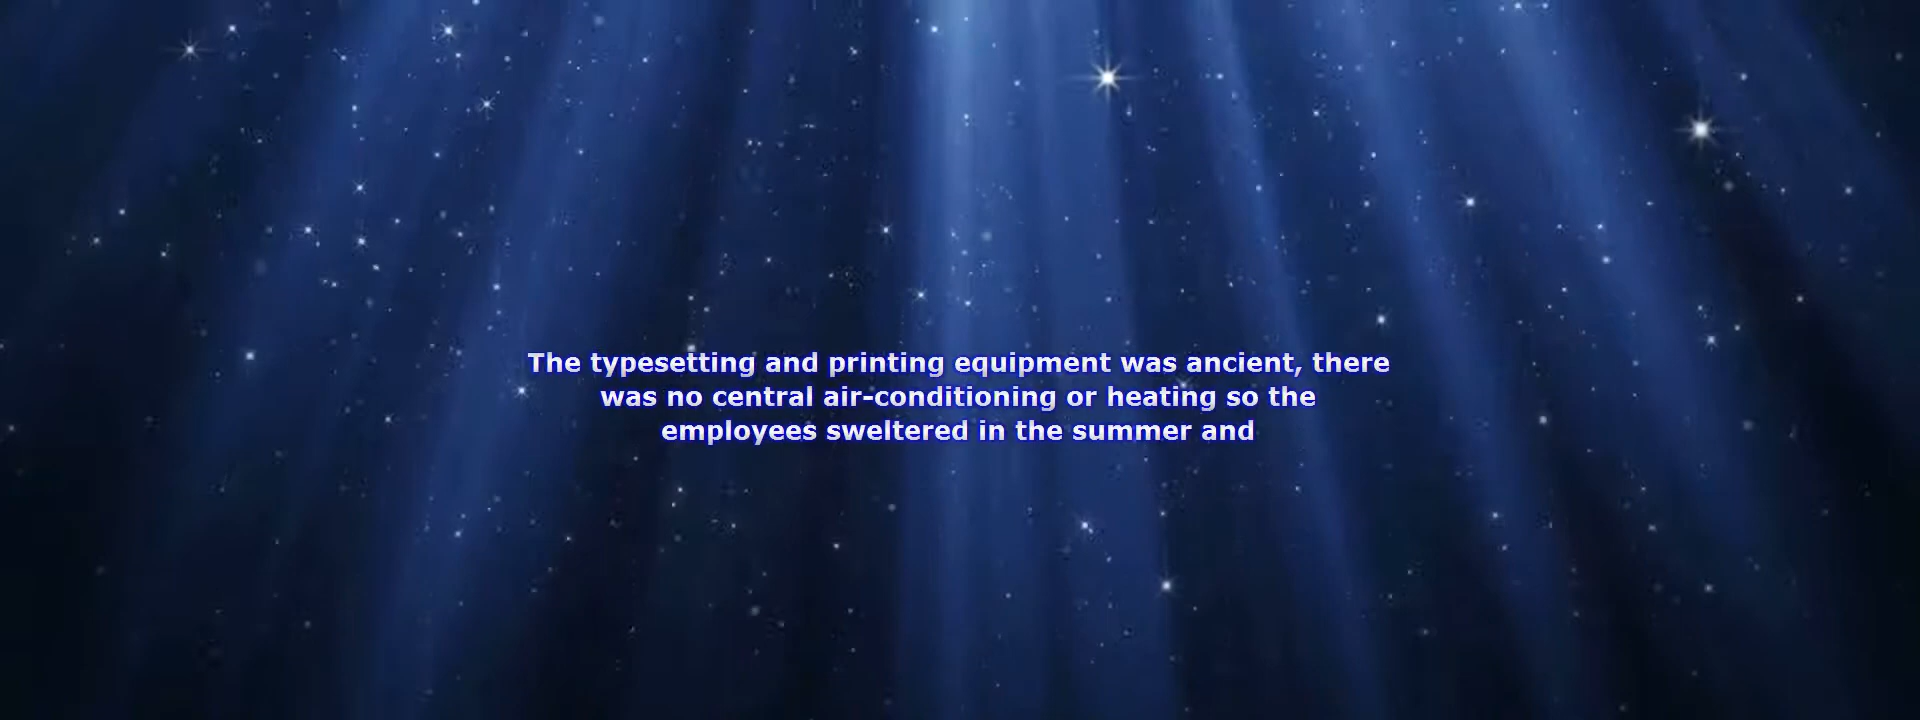 The typesetting and printing equipment was ancient, there
was no central air-conditioning or heating so the
employees sweltered in the summer and